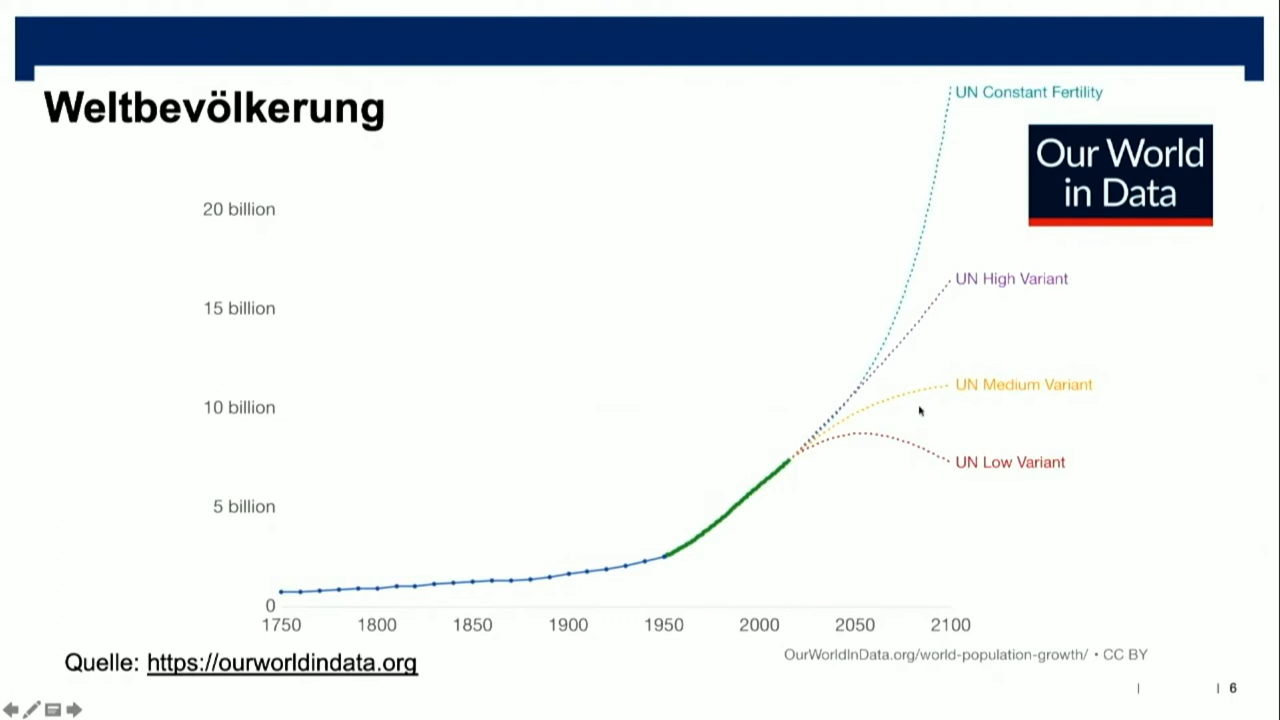 Weltbevölkerung
UN Constant Fertility
Our World
in Data
20 billion
UN High Variant
15 billion
UN Medium Variant
10 billion
UN Low Variant
5 billion
0
1750 1800 1850 1900 1950 2000 2050 2100
OurWorldInData.org/world-population-growth/ • CC BY
Quelle: https://ourworldindata.org
| | 6